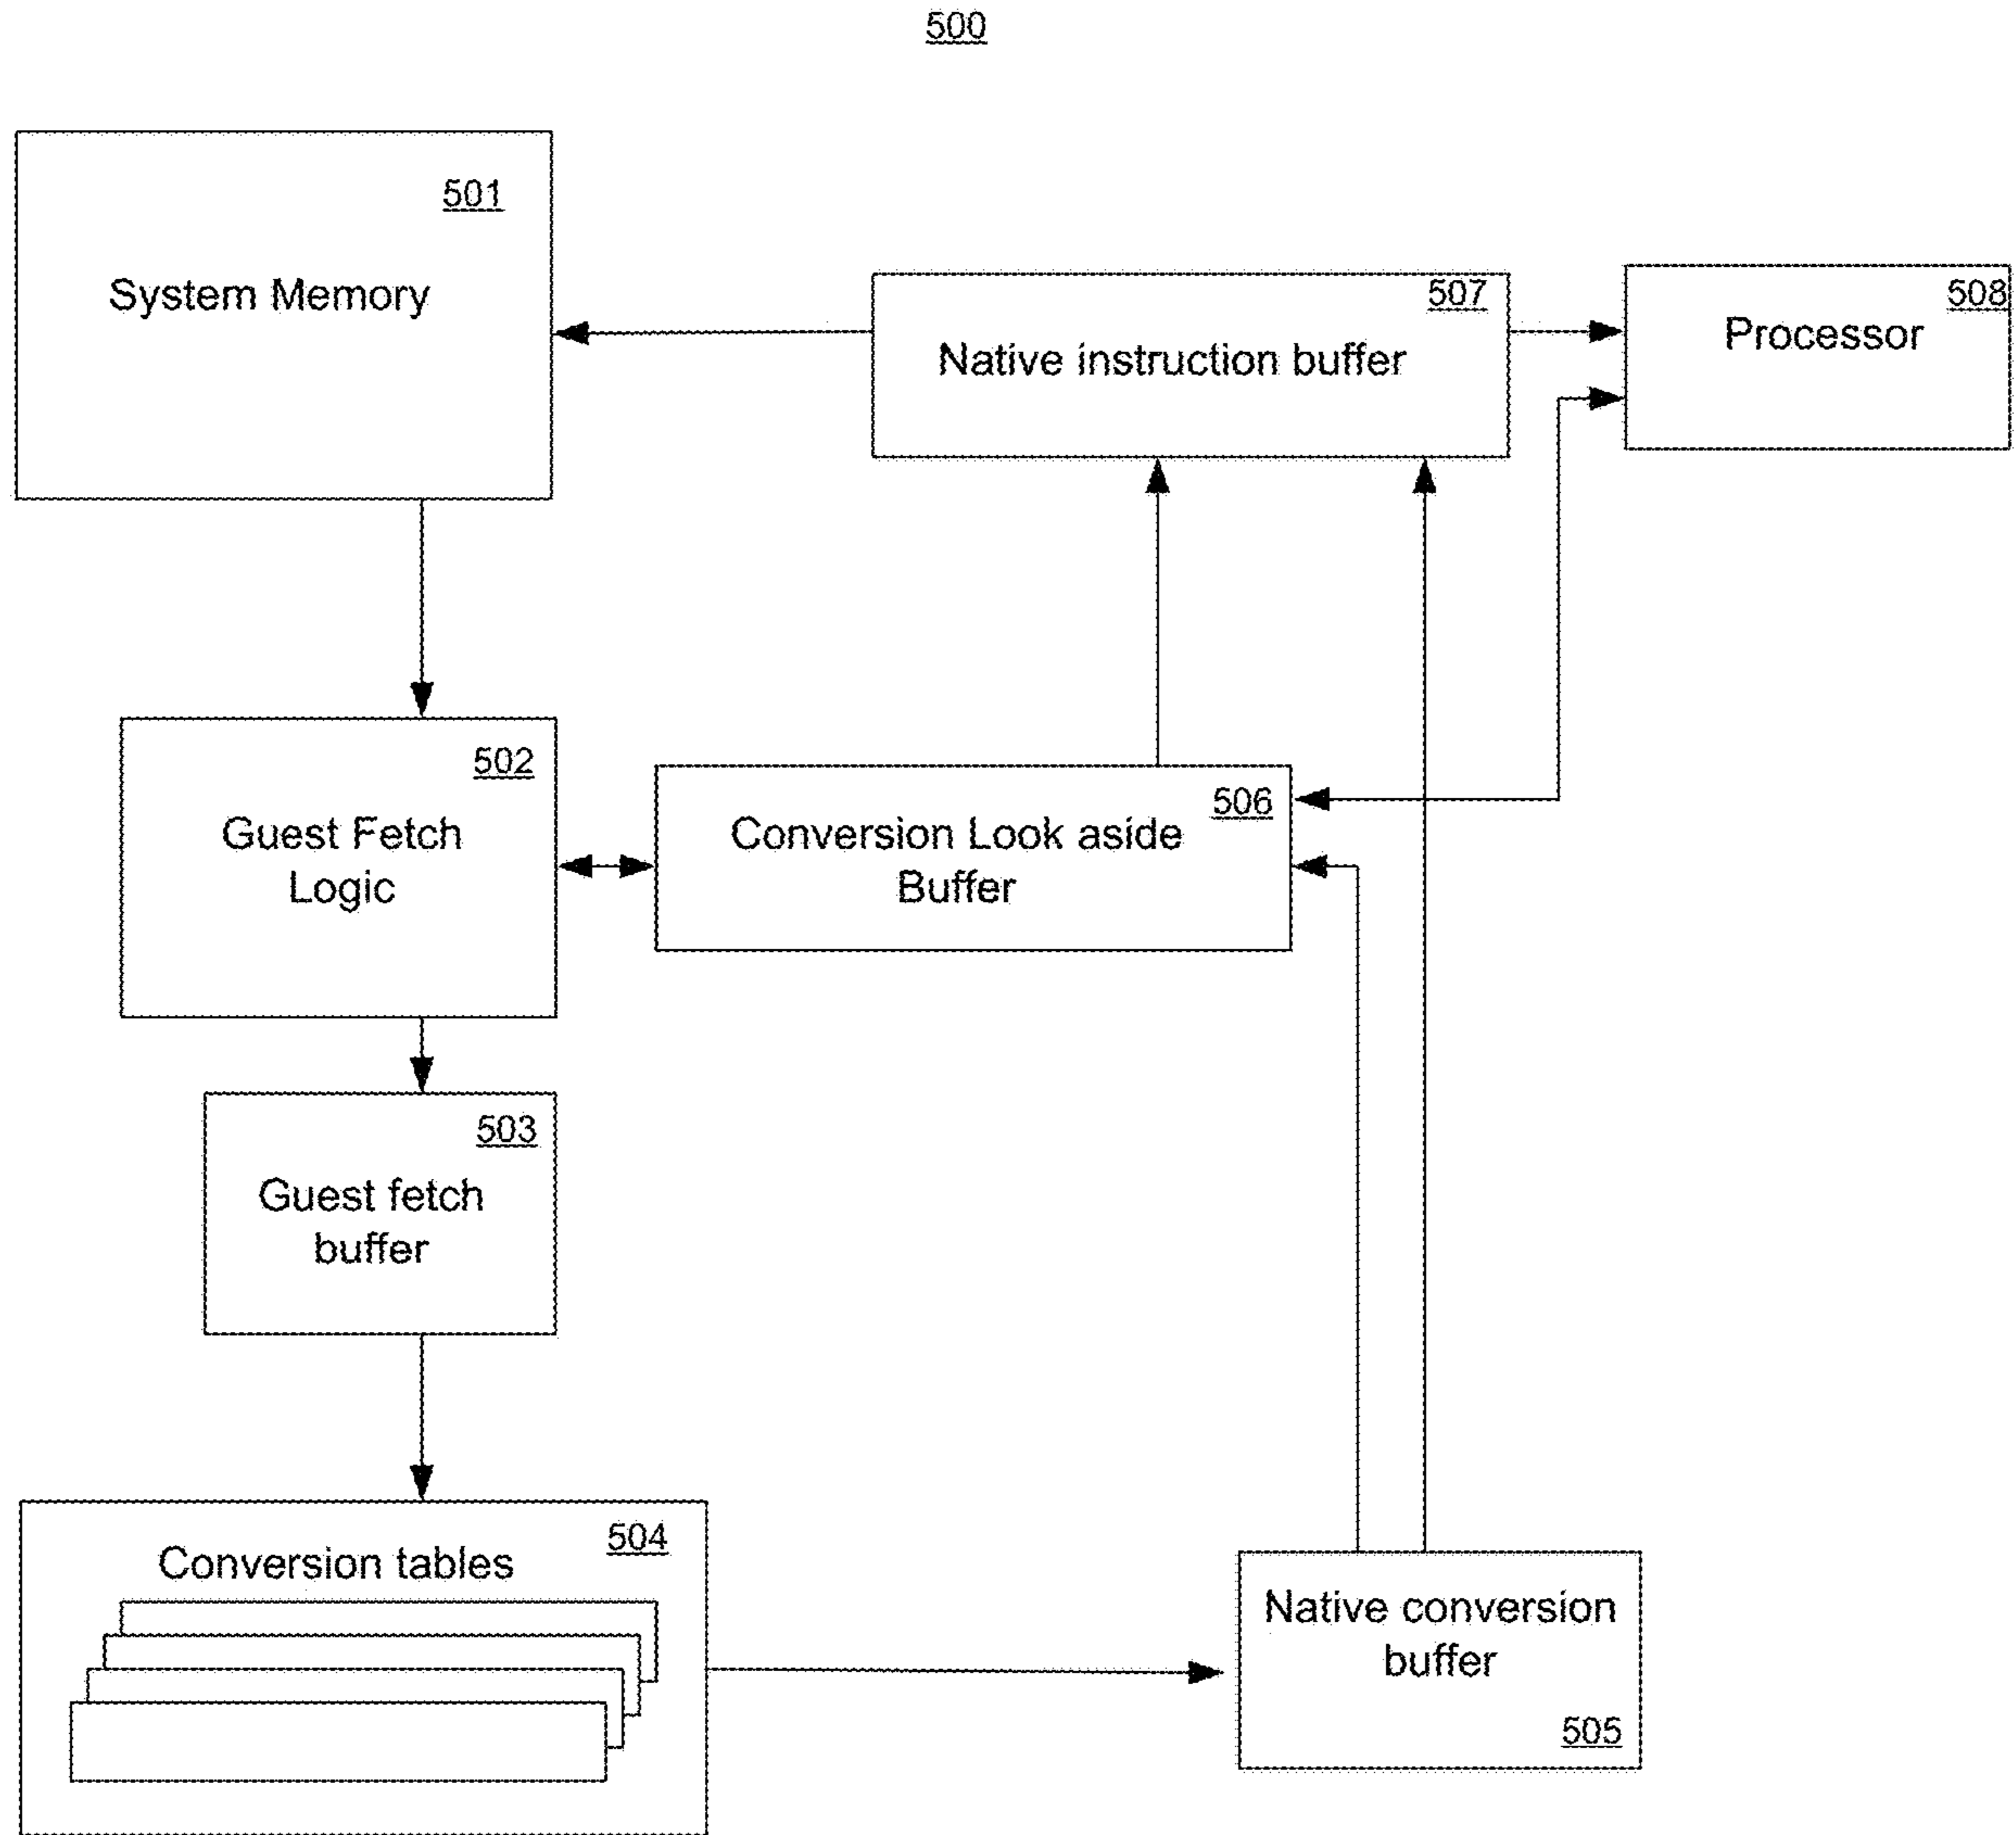 500
501
System Memory
507
Native instruction buffer
508
Processor
502
Guest Fetch
Logic
506
Conversion Look aside
Buffer
503
Guest fetch
buffer
504
Conversion tables
Native conversion
buffer
505